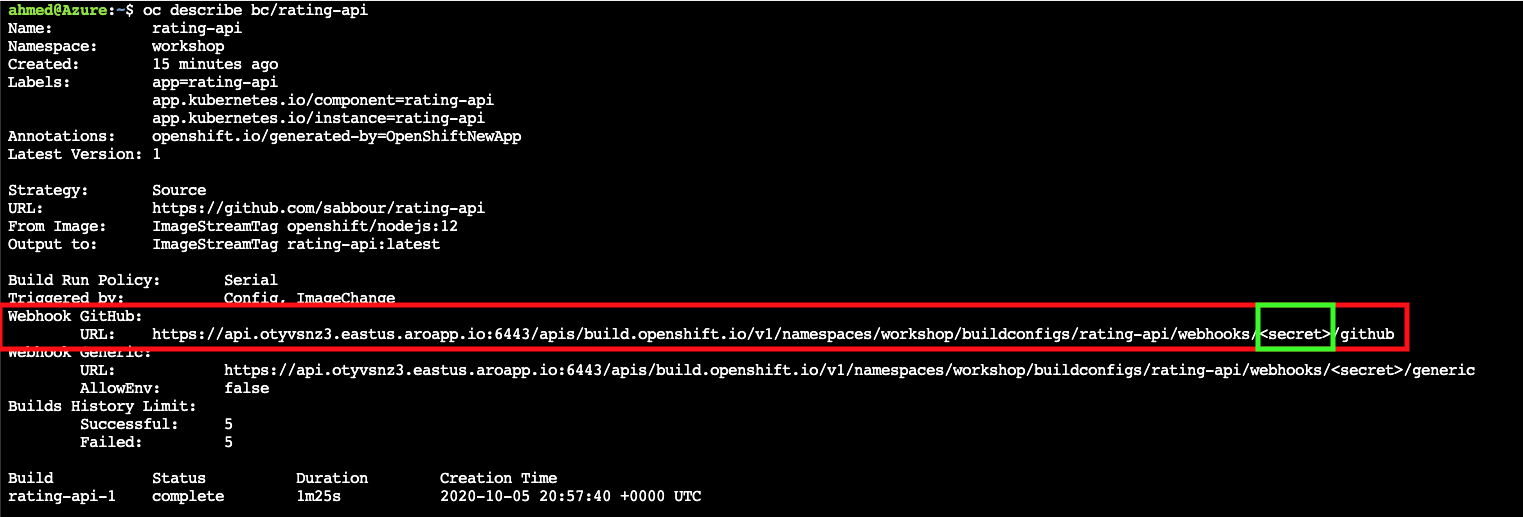 ahmed@Azure:~$ oc describe bc/rating-api
Name: rating-api
Namespace: workshop
Created: 15 minutes ago
Labels: app=rating-api
app.kubernetes.io/component=rating-api
app.kubernetes.io/instance=rating-api
Annotations: openshift.io/generated-by=OpenShiftNewApp
Latest Version: 1
Strategy: Source
URL: https://github.com/sabbour/rating-api
From Image: ImageStreamTag openshift/nodejs:12
Output to: ImageStreamTag rating-api:latest
Build Run Policy: Serial
Triggered by: Config, ImageChange
Webhook GitHub:
URL: https://api.otyvsnz3.eastus.aroapp.io:6443/apis/build.openshift.io/v1/namespaces/workshop/buildconfigs/rating-api/webhooks/<secret>/github
Webhook Generic:
URL: https://api.otyvsnz3.eastus.aroapp.io:6443/apis/build.openshift.io/v1/namespaces/workshop/buildconfigs/rating-api/webhooks/<secret>/generic
AllowEnv: false
Builds History Limit:
Successful: 5
Failed: 5
Build Status Duration Creation Time
rating-api-1 complete 1m25s 2020-10-05 20:57:40 +0000 UTC